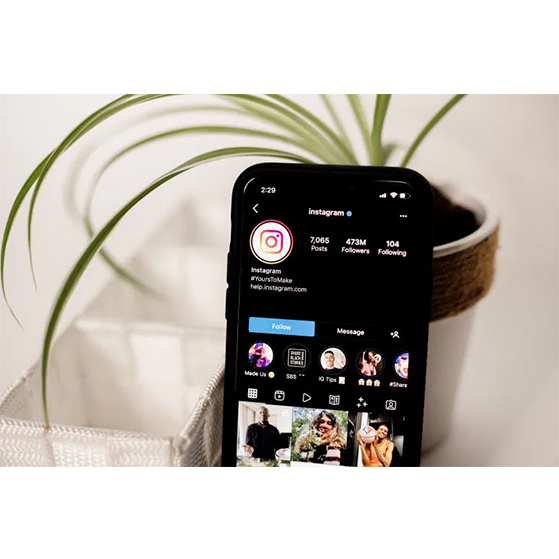 2:29
instagram
7,065 473M 104
Posts Followers Following
Instagram
#YoursToMake
help.instagram.com
Follow Message
SHARE BLACK STORIES
Made Us SBS IG Tips #Share